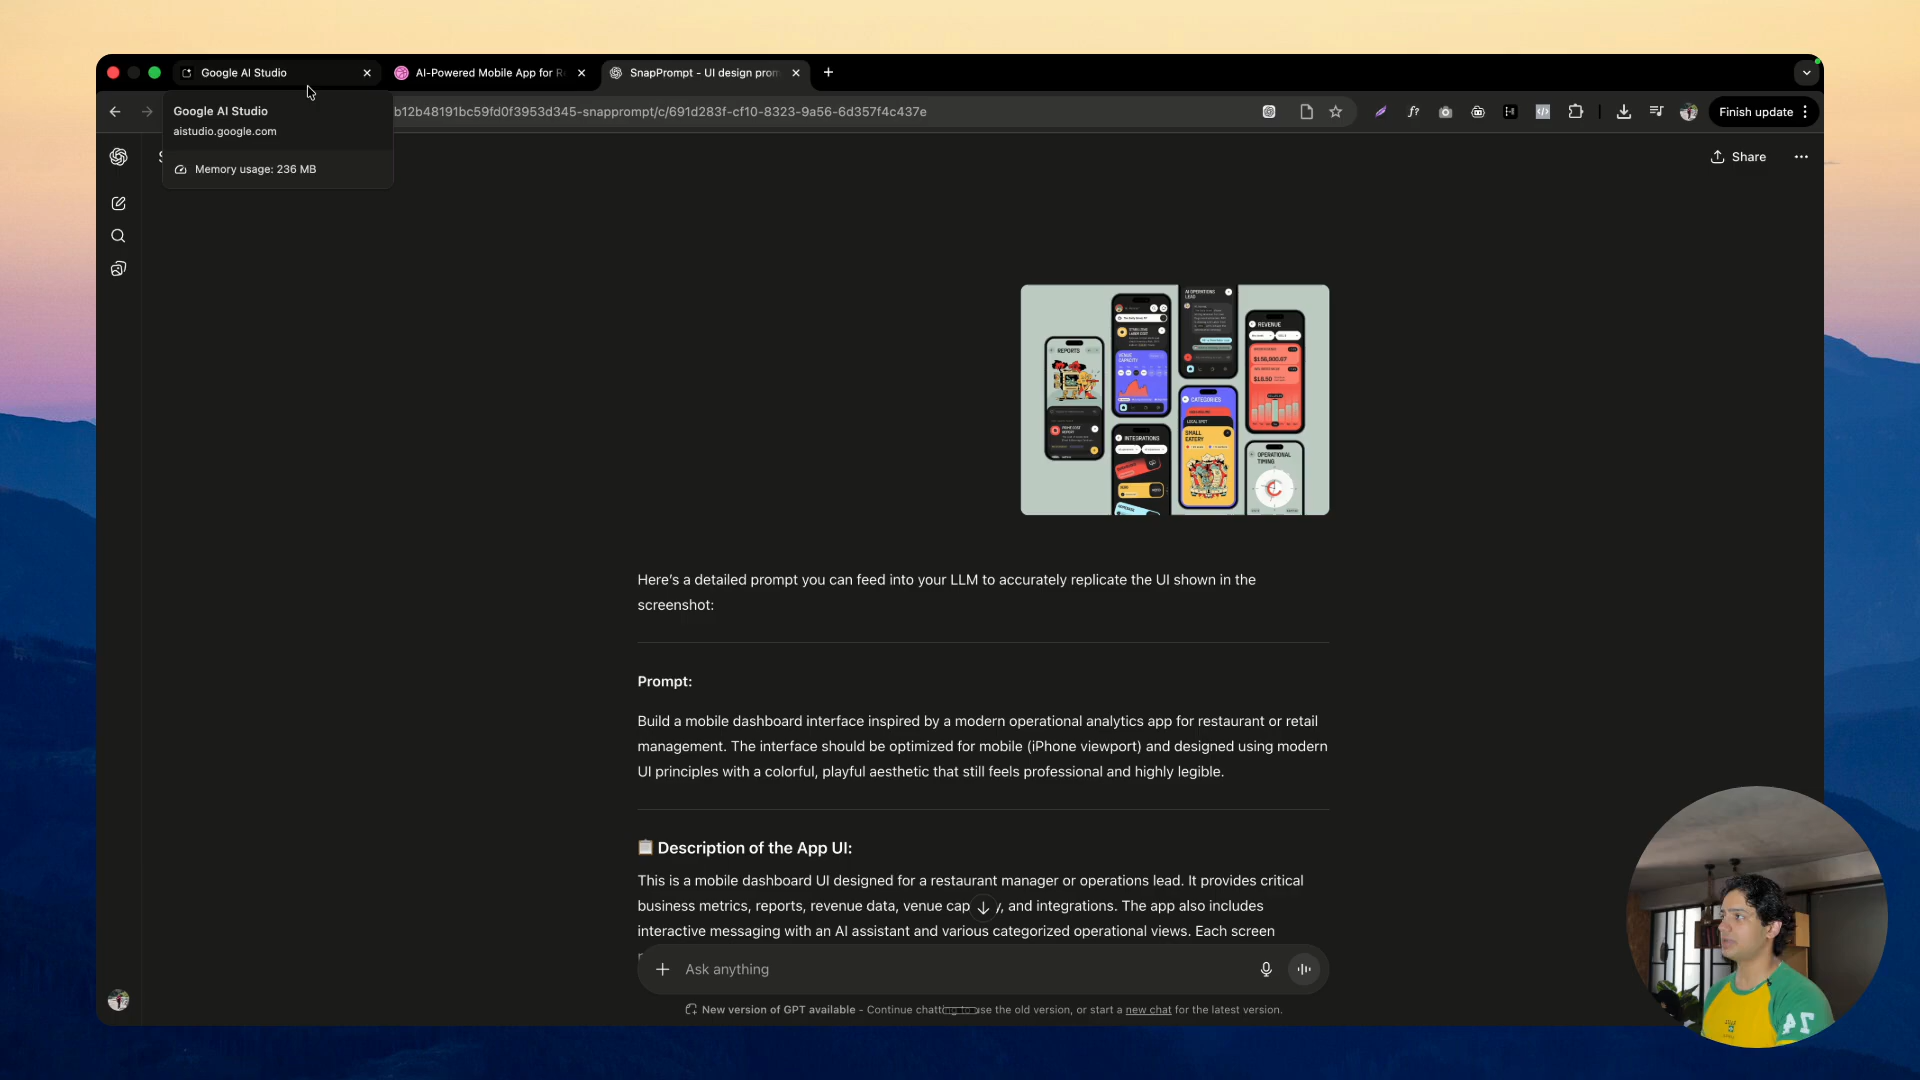 Google AI Studio
AI-Powered Mobile App for R
SnapPrompt - UI design pron
Google AI Studio
aistudio.google.com
Memory usage: 236 MB
b12b48191bc59fd0f3953d345-snapprompt/c/691d283f-cf10-8323-9a56-6d357f4c437e
Finish update
Share
REPORTS
INTEGRATIONS
CATEGORIES
LOCAL SPOT
SMALL
EATERY
REVENUE
OPERATIONAL
TIMING
Here's a detailed prompt you can feed into your LLM to accurately replicate the UI shown in the
screenshot:
Prompt:
Build a mobile dashboard interface inspired by a modern operational analytics app for restaurant or retail
management. The interface should be optimized for mobile (iPhone viewport) and designed using modern
UI principles with a colorful, playful aesthetic that still feels professional and highly legible.
📋 Description of the App UI:
This is a mobile dashboard UI designed for a restaurant manager or operations lead. It provides critical
business metrics, reports, revenue data, venue cap y, and integrations. The app also includes
interactive messaging with an AI assistant and various categorized operational views. Each screen
Ask anything
New version of GPT available - Continue chatting to use the old version, or start a new chat for the latest version.